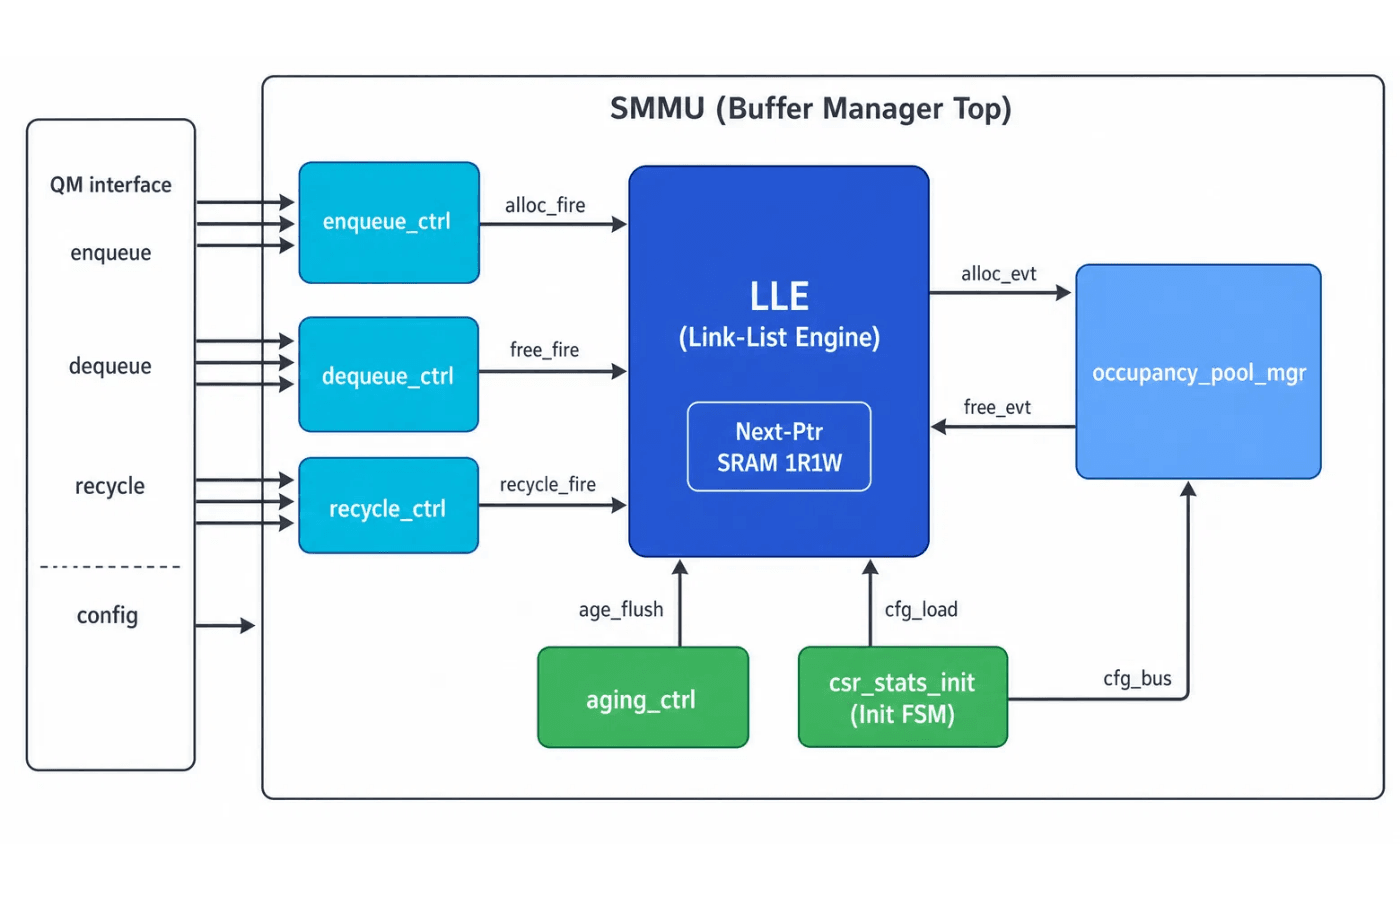 SMMU (Buffer Manager Top)
QM interface
enqueue
dequeue
recycle
config
enqueue_ctrl
dequeue_ctrl
recycle_ctrl
alloc_fire
free_fire
recycle_fire
LLE
(Link-List Engine)
Next-Ptr
SRAM 1R1W
alloc_evt
free_evt
occupancy_pool_mgr
age_flush
cfg_load
cfg_bus
aging_ctrl
csr_stats_init
(Init FSM)